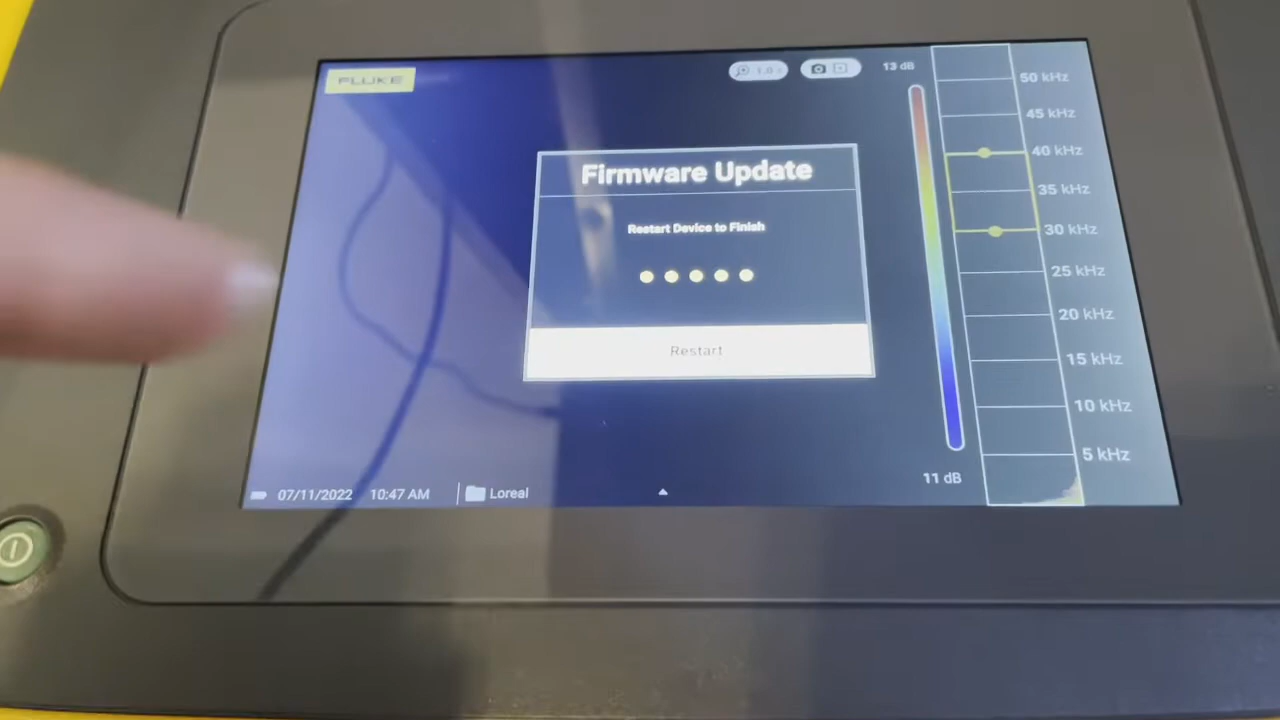 FLUKE
1.0 x
13 dB
50 kHz
45 kHz
40 kHz
35 kHz
30 kHz
25 kHz
20 kHz
15 kHz
10 kHz
5 kHz
11 dB
Firmware Update
Restart Device to Finish
Restart
07/11/2022
10:47 AM
Loreal